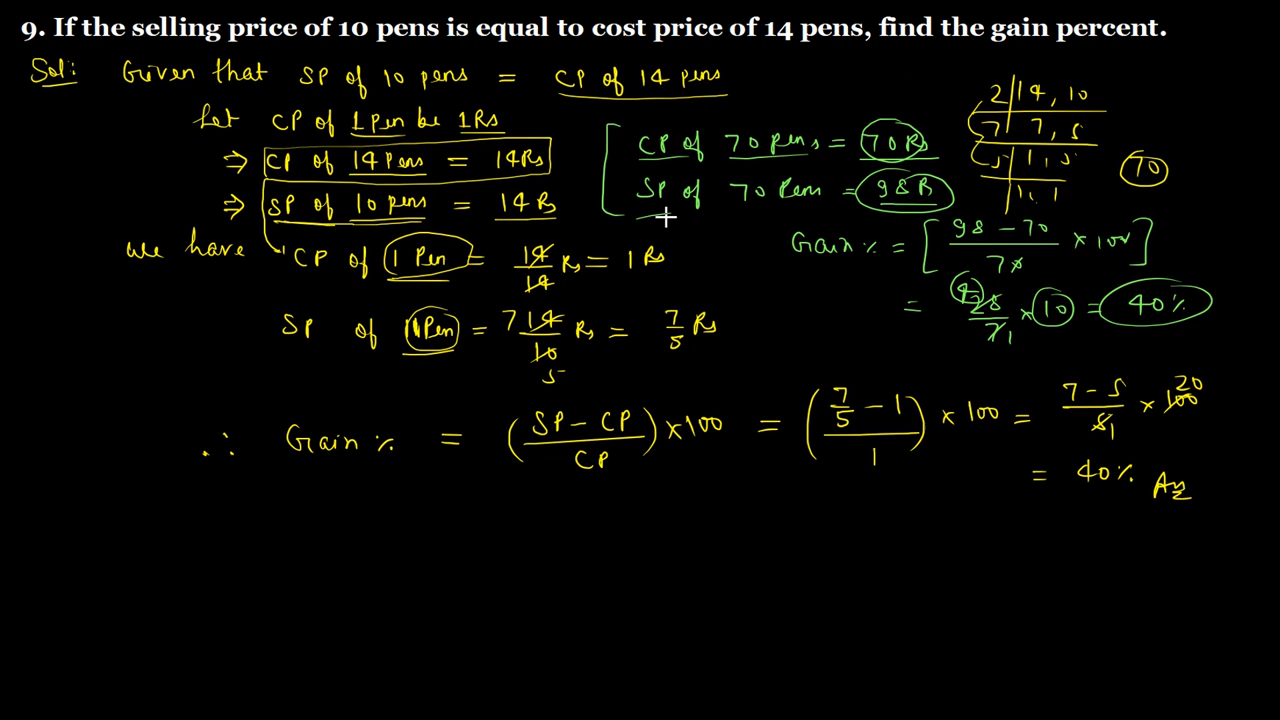 9. If the selling price of 10 pens is equal to cost price of 14 pens, find the gain percent.
Sol: Given that SP of 10 pens = CP of 14 pens
Let CP of 1 Pen be 1 Rs
⇒ CP of 14 Pens = 14 Rs
⇒ SP of 10 pens = 14 Rs
We have CP of 1 Pen = 14/14 Rs = 1 Rs
SP of 1 Pen = 7 14/10 5 Rs = 7/5 Rs
∴ Gain % = (SP - CP / CP) × 100 = (7/5 - 1 / 1) × 100 = 7 - 5 / 5 1 × 100 20
= 40% Ans
CP of 70 Pens = 70 Rs
SP of 70 Pens = 98 R
2 | 14, 10
7 | 7, 5
5 | 1, 5
1, 1
70
Gain % = [98 - 70 / 70 × 100]
= 4 28 / 7 1 × 10 = 40%